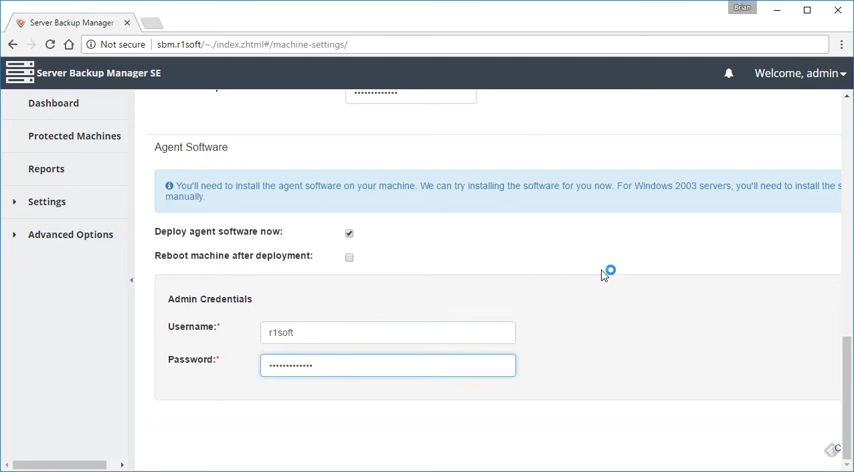 Brian
Server Backup Manager
Not secure sbm.r1soft/~./index.zhtml#/machine-settings/
Server Backup Manager SE
Welcome, admin
Dashboard
Protected Machines
Reports
Settings
Advanced Options
•••••••••••••
Agent Software
You'll need to install the agent software on your machine. We can try installing the software for you now. For Windows 2003 servers, you'll need to install the s
manually.
Deploy agent software now:
Reboot machine after deployment:
Admin Credentials
Username:*
r1soft
Password:*
•••••••••••••